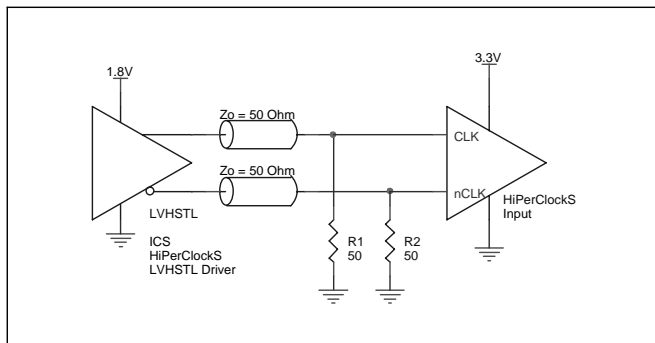 1.8V
3.3V
Zo = 50 Ohm
CLK
Zo = 50 Ohm
nCLK
HiPerClockS
Input
LVHSTL
ICS
HiPerClockS
LVHSTL Driver
R1
50
R2
50